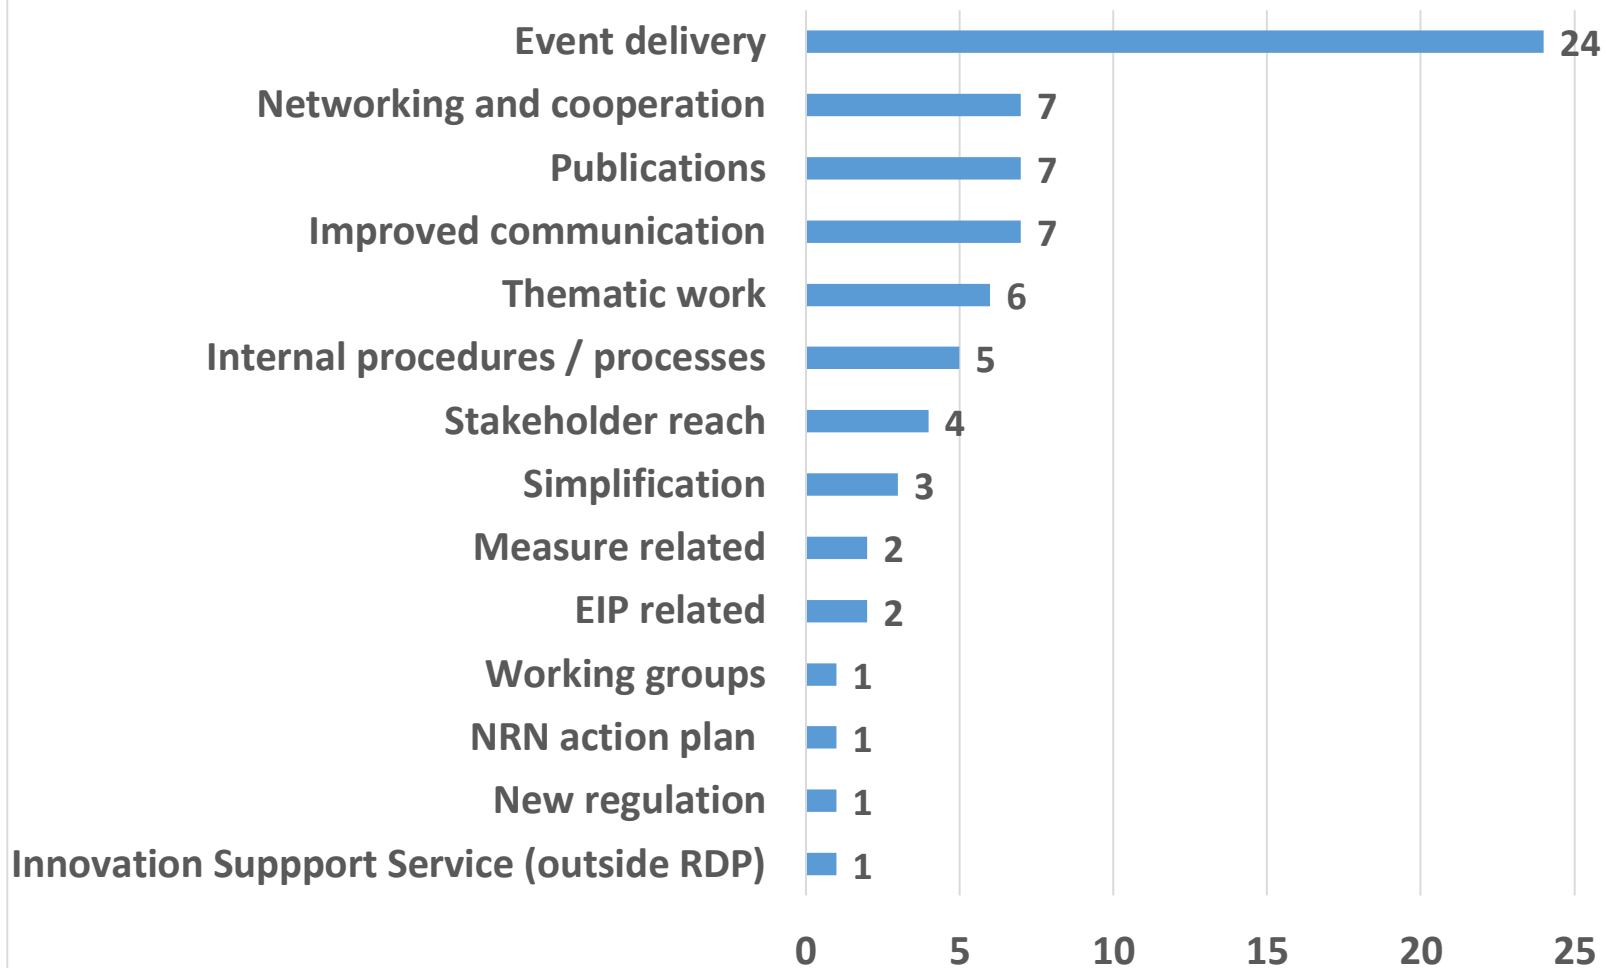 Event delivery 24
Networking and cooperation 7
Publications 7
Improved communication 7
Thematic work 6
Internal procedures / processes 5
Stakeholder reach 4
Simplification 3
Measure related 2
EIP related 2
Working groups 1
NRN action plan 1
New regulation 1
Innovation Suppport Service (outside RDP) 1
0 5 10 15 20 25